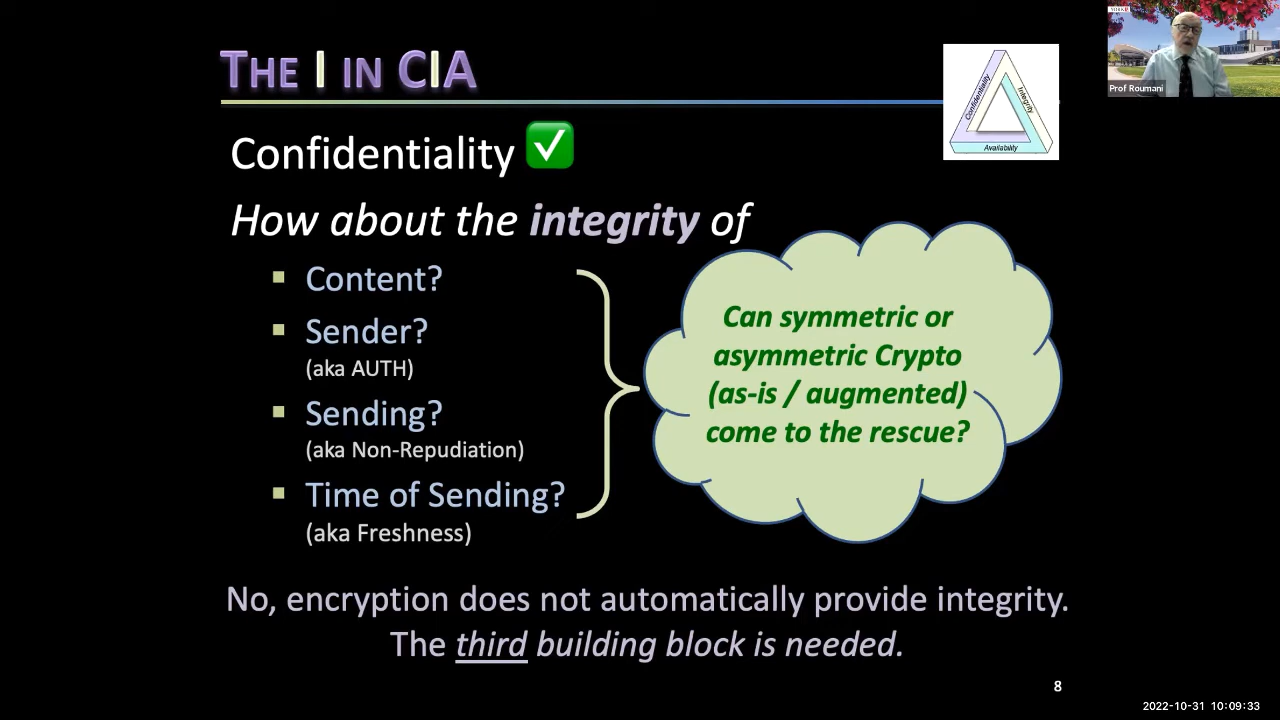 THE I IN CIA
Confidentiality
Integrity
Availability
YORK U
Prof Roumani
Confidentiality ✅
How about the integrity of
▪ Content?
▪ Sender?
(aka AUTH)
▪ Sending?
(aka Non-Repudiation)
▪ Time of Sending?
(aka Freshness)
Can symmetric or
asymmetric Crypto
(as-is / augmented)
come to the rescue?
No, encryption does not automatically provide integrity.
The third building block is needed.
8
2022-10-31 10:09:33